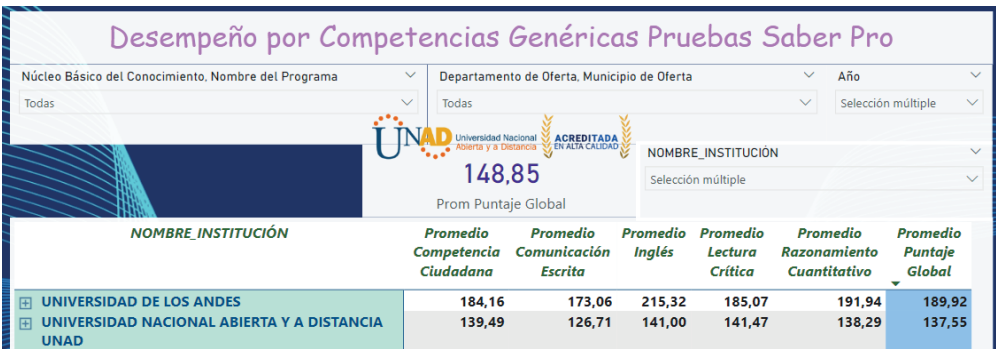 Desempeño por Competencias Genéricas Pruebas Saber Pro
Núcleo Básico del Conocimiento, Nombre del Programa
Todas
Departamento de Oferta, Municipio de Oferta
Todas
Año
Selección múltiple
UNAD Universidad Nacional
Abierta y a Distancia
ACREDITADA
EN ALTA CALIDAD
148,85
Prom Puntaje Global
NOMBRE_INSTITUCIÓN
Selección múltiple
NOMBRE_INSTITUCIÓN Promedio Promedio Promedio Promedio Promedio Promedio
Competencia Comunicación Inglés Lectura Razonamiento Puntaje
Ciudadana Escrita Crítica Cuantitativo Global
UNIVERSIDAD DE LOS ANDES 184,16 173,06 215,32 185,07 191,94 189,92
UNIVERSIDAD NACIONAL ABIERTA Y A DISTANCIA 139,49 126,71 141,00 141,47 138,29 137,55
UNAD